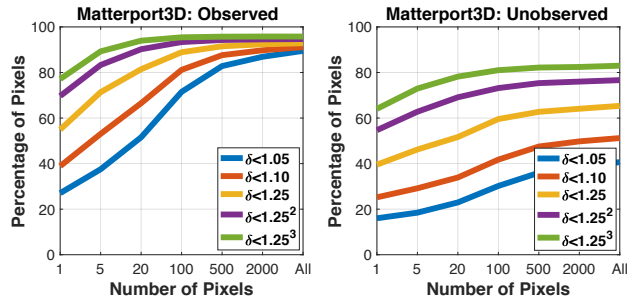 Matterport3D: Observed
Percentage of Pixels
100
80
60
40
20
0
δ<1.05
δ<1.10
δ<1.25
δ<1.25²
δ<1.25³
1 5 20 100 500 2000 All
Number of Pixels
Matterport3D: Unobserved
Percentage of Pixels
100
80
60
40
20
0
δ<1.05
δ<1.10
δ<1.25
δ<1.25²
δ<1.25³
1 5 20 100 500 2000 All
Number of Pixels